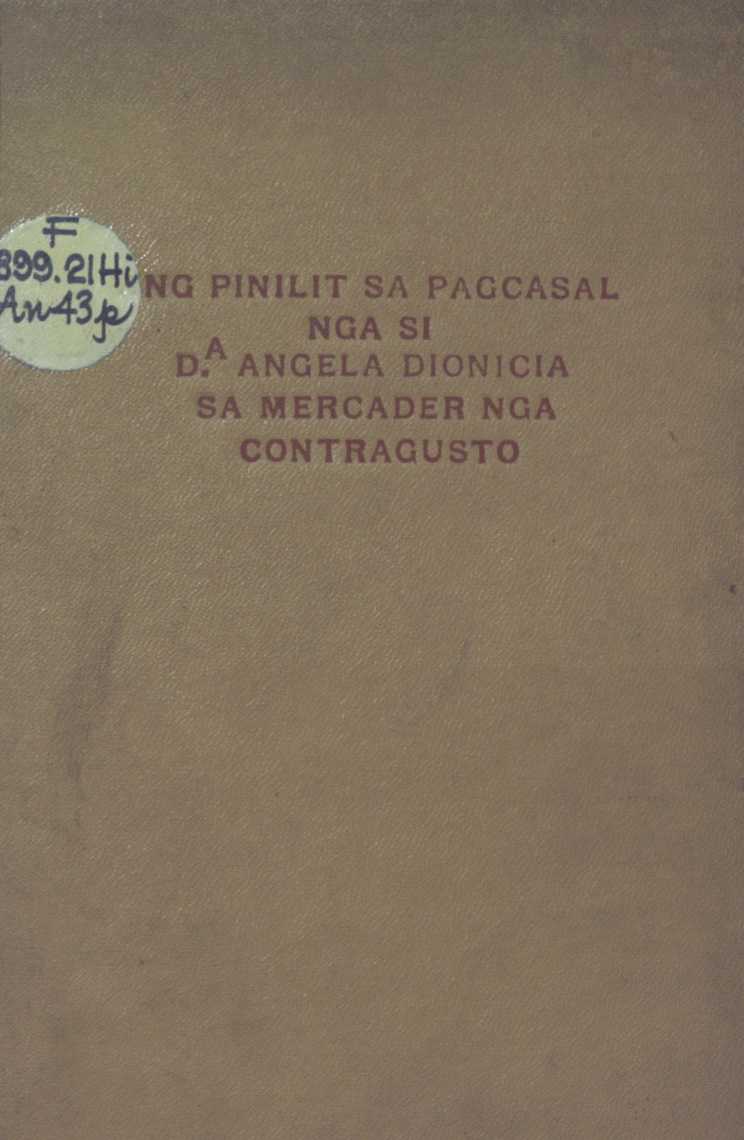 F
899.21Hi
An43p
NG PINILIT SA PAGCASAL
NGA SI
D.A ANGELA DIONICIA
SA MERCADER NGA
CONTRAGUSTO